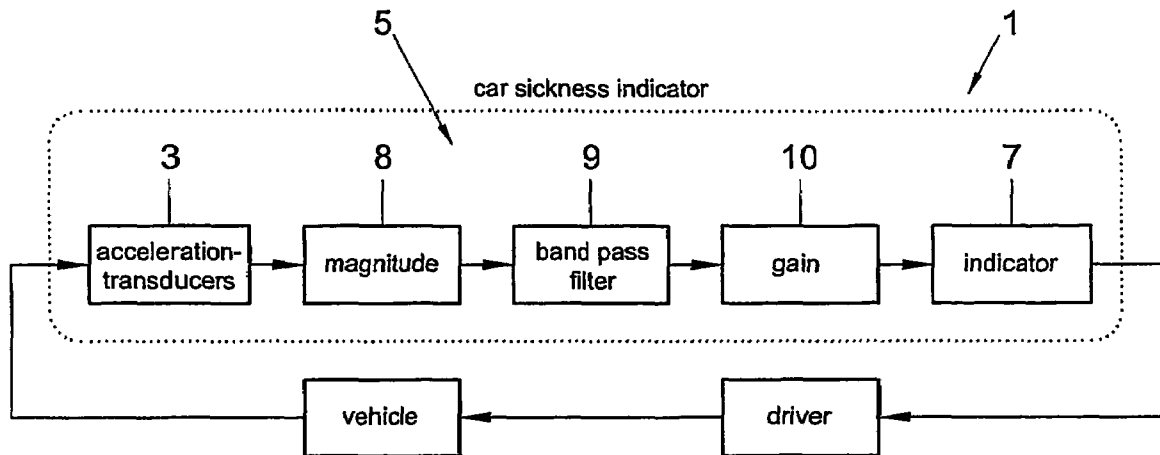 5
1
car sickness indicator
3
8
9
10
7
acceleration-
transducers
magnitude
band pass
filter
gain
indicator
vehicle
driver